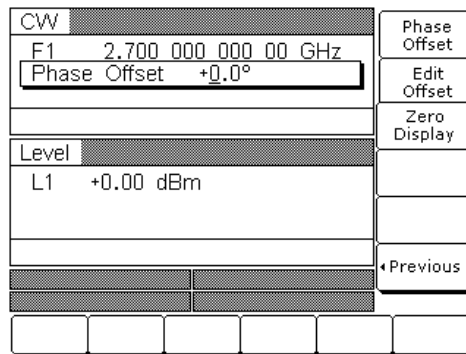 CW
F1 2.700 000 000 00 GHz
Phase Offset +0.0°
Level
L1 +0.00 dBm
Phase
Offset
Edit
Offset
Zero
Display
◂Previous